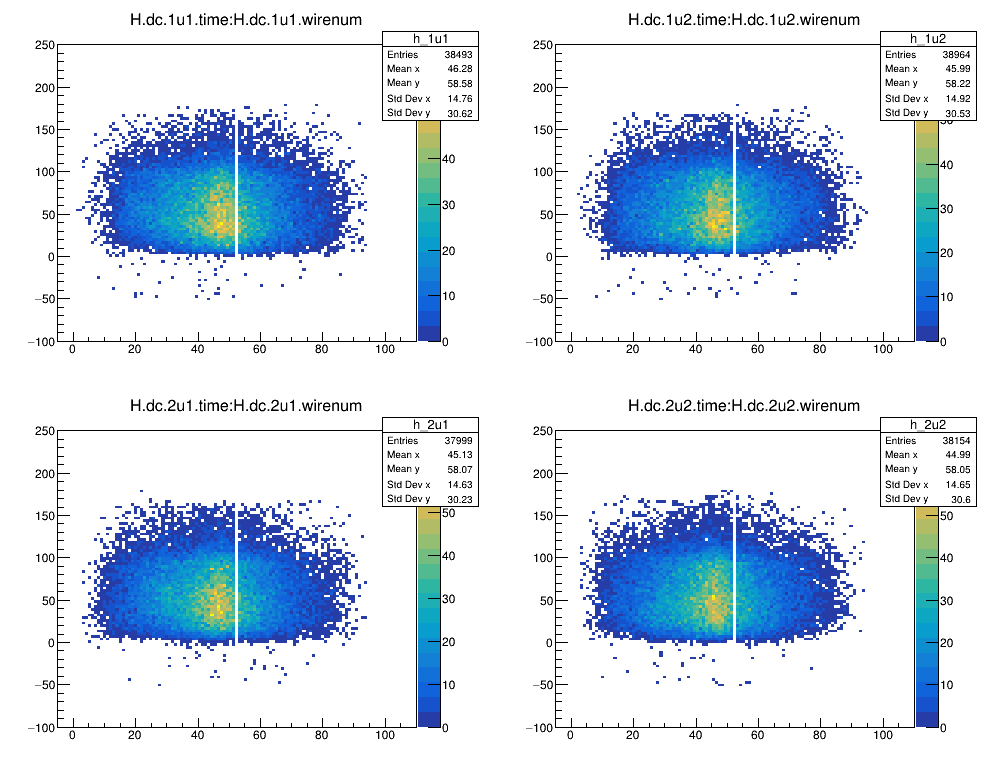 H.dc.1u1.time:H.dc.1u1.wirenum
h_1u1
Entries 38493
Mean x 46.28
Mean y 58.58
Std Dev x 14.76
Std Dev y 30.62
250
200
150
100
50
0
−50
−100
0 20 40 60 80 100
40
30
20
10
0
H.dc.1u2.time:H.dc.1u2.wirenum
h_1u2
Entries 38964
Mean x 45.99
Mean y 58.22
Std Dev x 14.92
Std Dev y 30.53
250
200
150
100
50
0
−50
−100
0 20 40 60 80 100
50
40
30
20
10
0
H.dc.2u1.time:H.dc.2u1.wirenum
h_2u1
Entries 37999
Mean x 45.13
Mean y 58.07
Std Dev x 14.63
Std Dev y 30.23
250
200
150
100
50
0
−50
−100
0 20 40 60 80 100
50
40
30
20
10
0
H.dc.2u2.time:H.dc.2u2.wirenum
h_2u2
Entries 38154
Mean x 44.99
Mean y 58.05
Std Dev x 14.65
Std Dev y 30.6
250
200
150
100
50
0
−50
−100
0 20 40 60 80 100
50
40
30
20
10
0